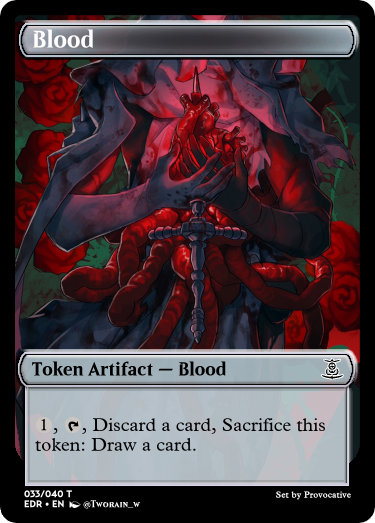 Blood
Token Artifact — Blood
1, , Discard a card, Sacrifice this
token: Draw a card.
033/040 T
EDR • EN @Tworain_w
Set by Provocative